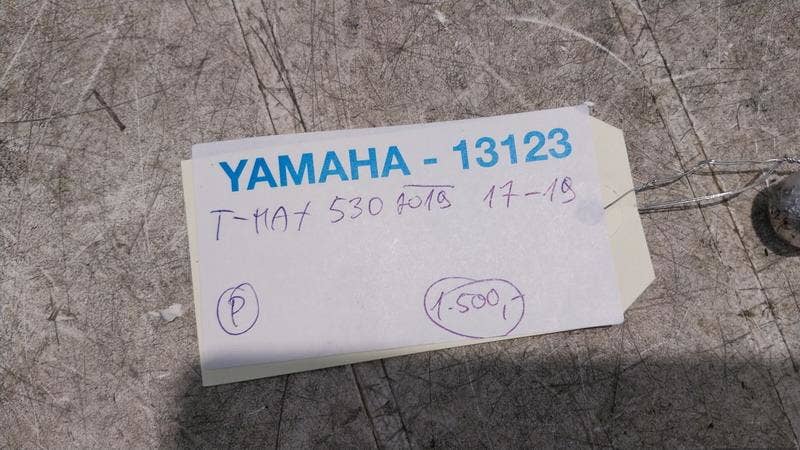 YAMAHA - 13123
T-MAX 530 2019 17-19
P 1.500,-